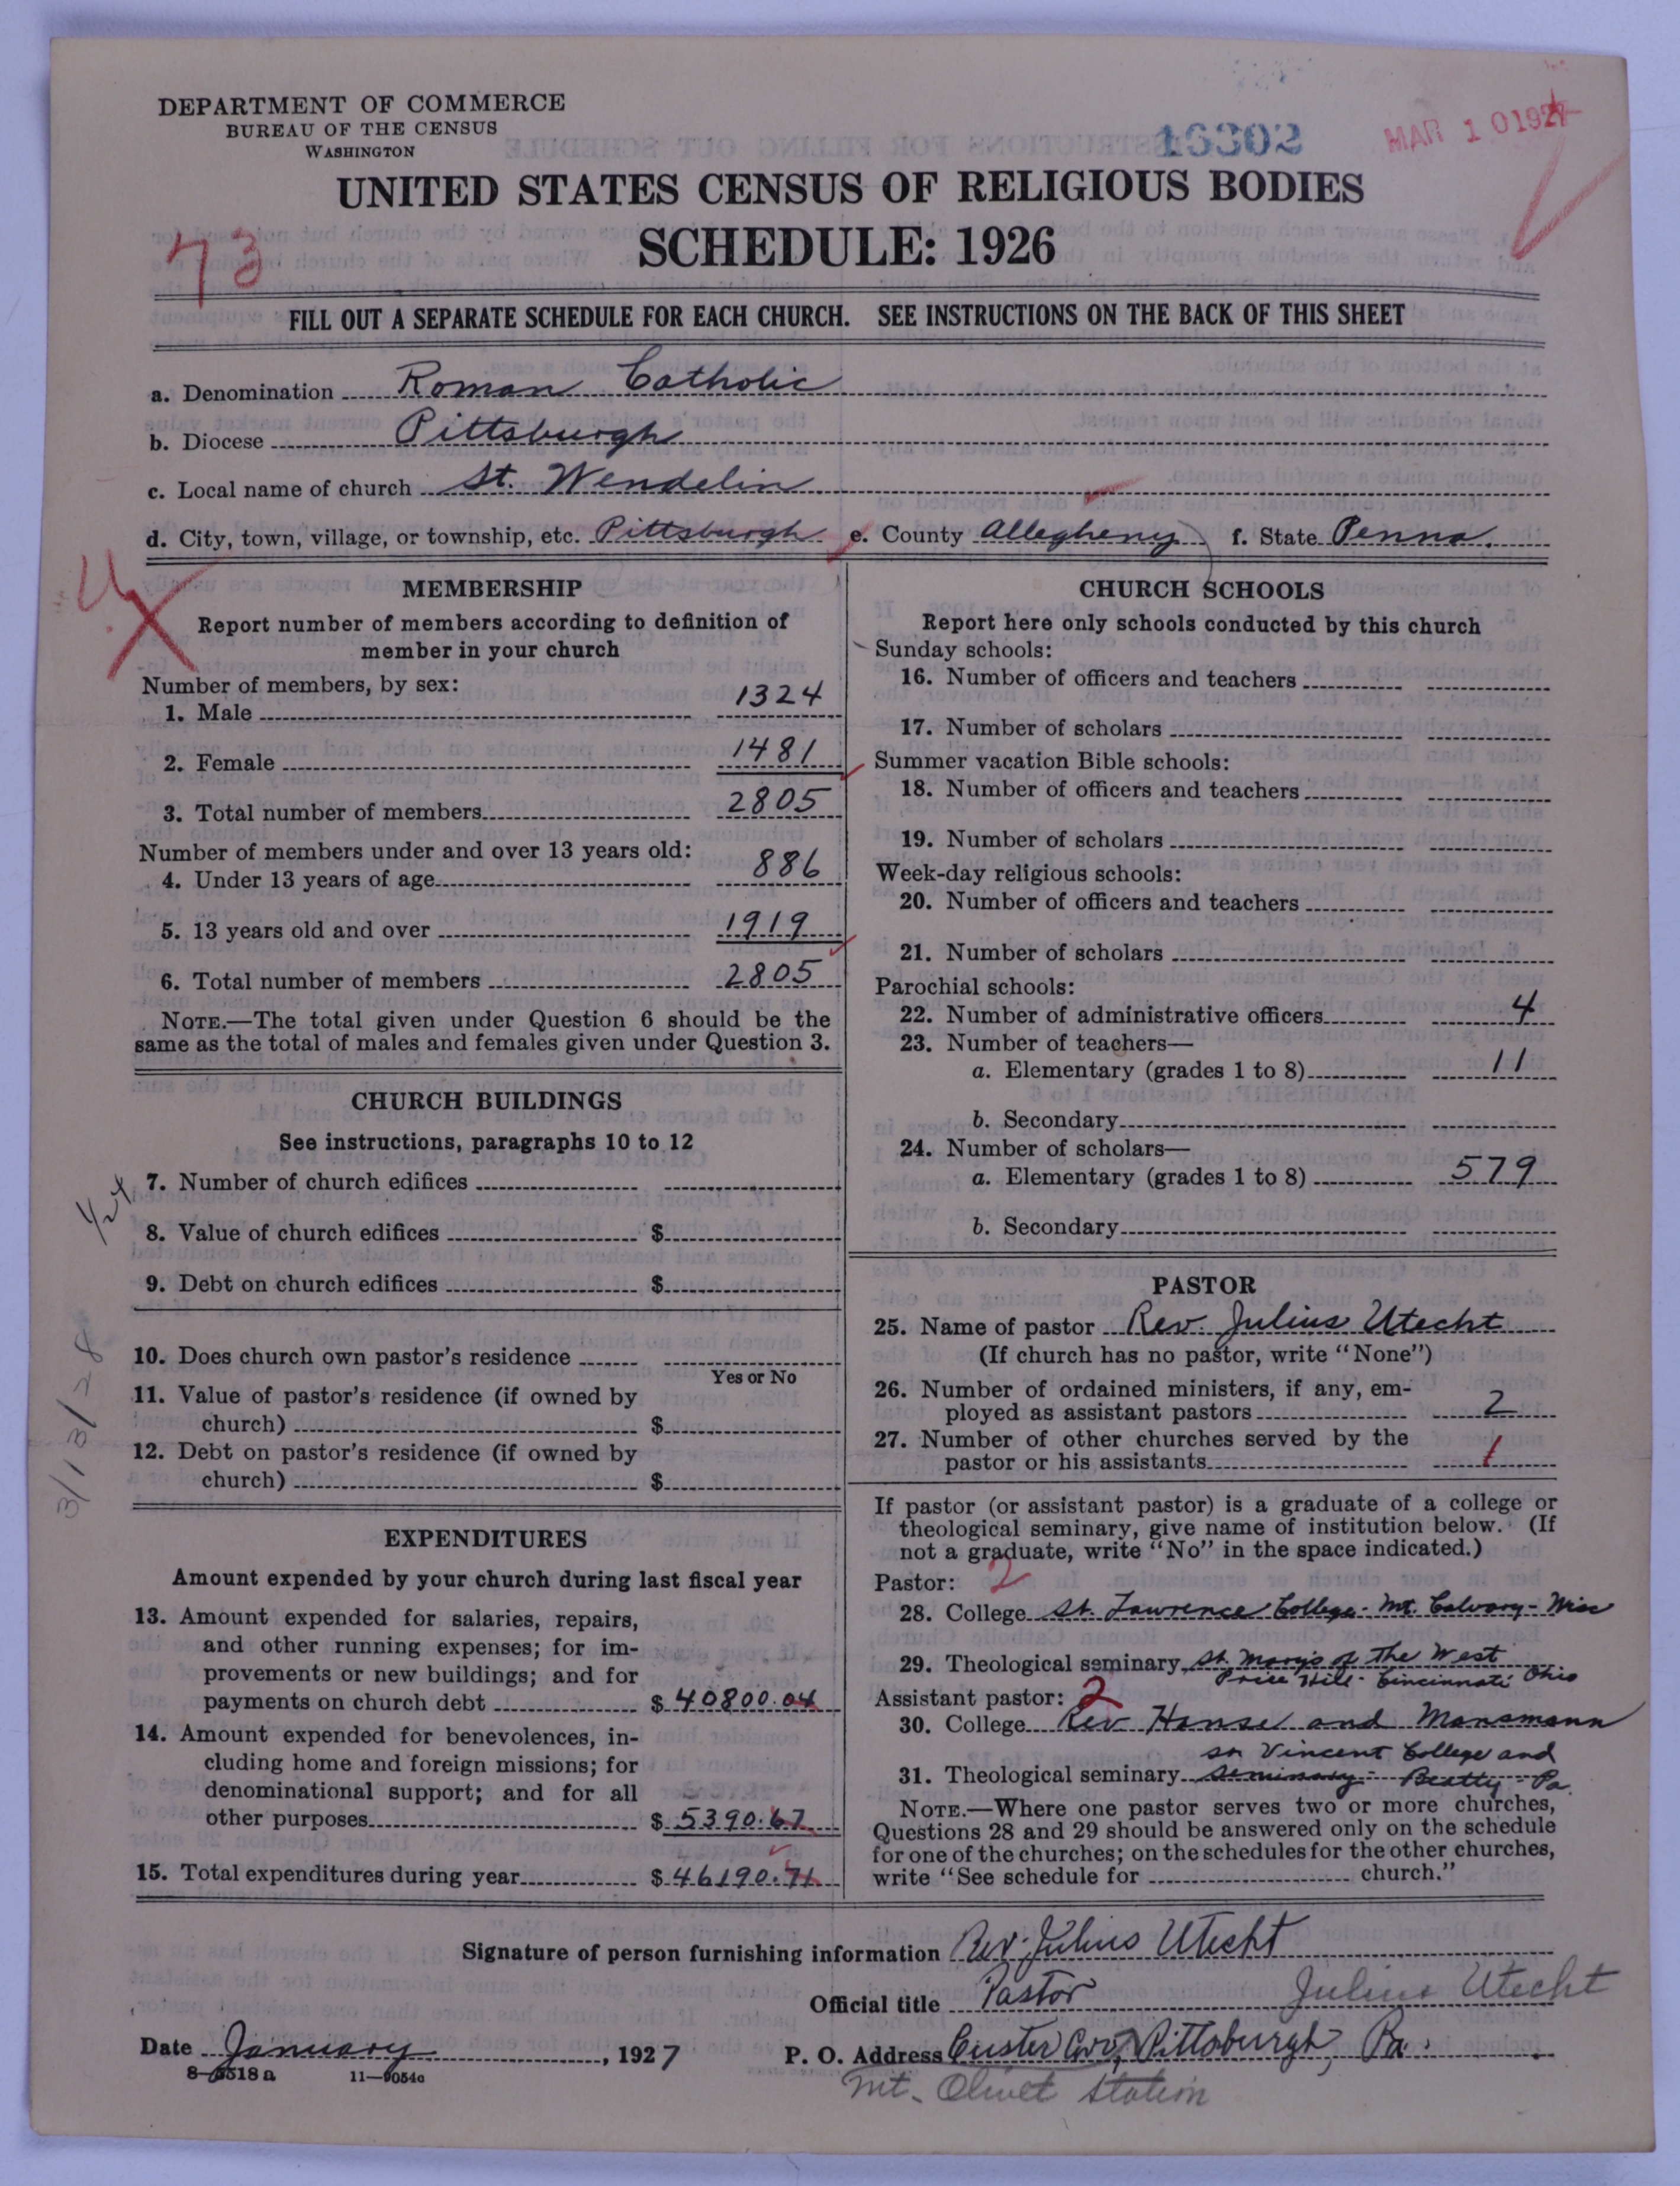 DEPARTMENT OF COMMERCE
BUREAU OF THE CENSUS
WASHINGTON
16302
MAR 10 1927
UNITED STATES CENSUS OF RELIGIOUS BODIES
SCHEDULE: 1926
73
FILL OUT A SEPARATE SCHEDULE FOR EACH CHURCH. SEE INSTRUCTIONS ON THE BACK OF THIS SHEET
a. Denomination Roman Catholic
b. Diocese Pittsburgh
c. Local name of church St. Wendelin
d. City, town, village, or township, etc. Pittsburgh e. County Allegheny f. State Penna.
MEMBERSHIP
Report number of members according to definition of
member in your church
Number of members, by sex:
1. Male 1324
2. Female 1481
3. Total number of members 2805
Number of members under and over 13 years old:
4. Under 13 years of age 886
5. 13 years old and over 1919
6. Total number of members 2805
NOTE.—The total given under Question 6 should be the
same as the total of males and females given under Question 3.
CHURCH BUILDINGS
See instructions, paragraphs 10 to 12
7. Number of church edifices
8. Value of church edifices $
9. Debt on church edifices $
10. Does church own pastor's residence
Yes or No
11. Value of pastor's residence (if owned by
church) $
12. Debt on pastor's residence (if owned by
church) $
3/13/28
EXPENDITURES
Amount expended by your church during last fiscal year
13. Amount expended for salaries, repairs,
and other running expenses; for im-
provements or new buildings; and for
payments on church debt $ 40800.04
14. Amount expended for benevolences, in-
cluding home and foreign missions; for
denominational support; and for all
other purposes $ 5390.67
15. Total expenditures during year $ 46190.71
CHURCH SCHOOLS
Report here only schools conducted by this church
Sunday schools:
16. Number of officers and teachers
17. Number of scholars
Summer vacation Bible schools:
18. Number of officers and teachers
19. Number of scholars
Week-day religious schools:
20. Number of officers and teachers
21. Number of scholars
Parochial schools:
22. Number of administrative officers 4
23. Number of teachers—
a. Elementary (grades 1 to 8) 11
b. Secondary
24. Number of scholars—
a. Elementary (grades 1 to 8) 579
b. Secondary
PASTOR
25. Name of pastor Rev. Julius Utecht
(If church has no pastor, write "None")
26. Number of ordained ministers, if any, em-
ployed as assistant pastors 2
27. Number of other churches served by the
pastor or his assistants 1
If pastor (or assistant pastor) is a graduate of a college or
theological seminary, give name of institution below. (If
not a graduate, write "No" in the space indicated.)
Pastor: 2
28. College St. Lawrence College - Mt. Calvary - Wisc
29. Theological seminary St. Mary's of the West
Price Hill - Cincinnati Ohio
Assistant pastor: 2
30. College Rev Hanse and Mansmann
St Vincent College and
31. Theological seminary Seminary - Beatty - Pa.
NOTE.—Where one pastor serves two or more churches,
Questions 28 and 29 should be answered only on the schedule
for one of the churches; on the schedules for the other churches,
write "See schedule for church."
Signature of person furnishing information Rev. Julius Utecht
Official title Pastor Julius Utecht
Date January, 1927 P. O. Address Custer Ave, Pittsburgh, Pa.
8-5518a 11—9054a
Mt. Olivet Station